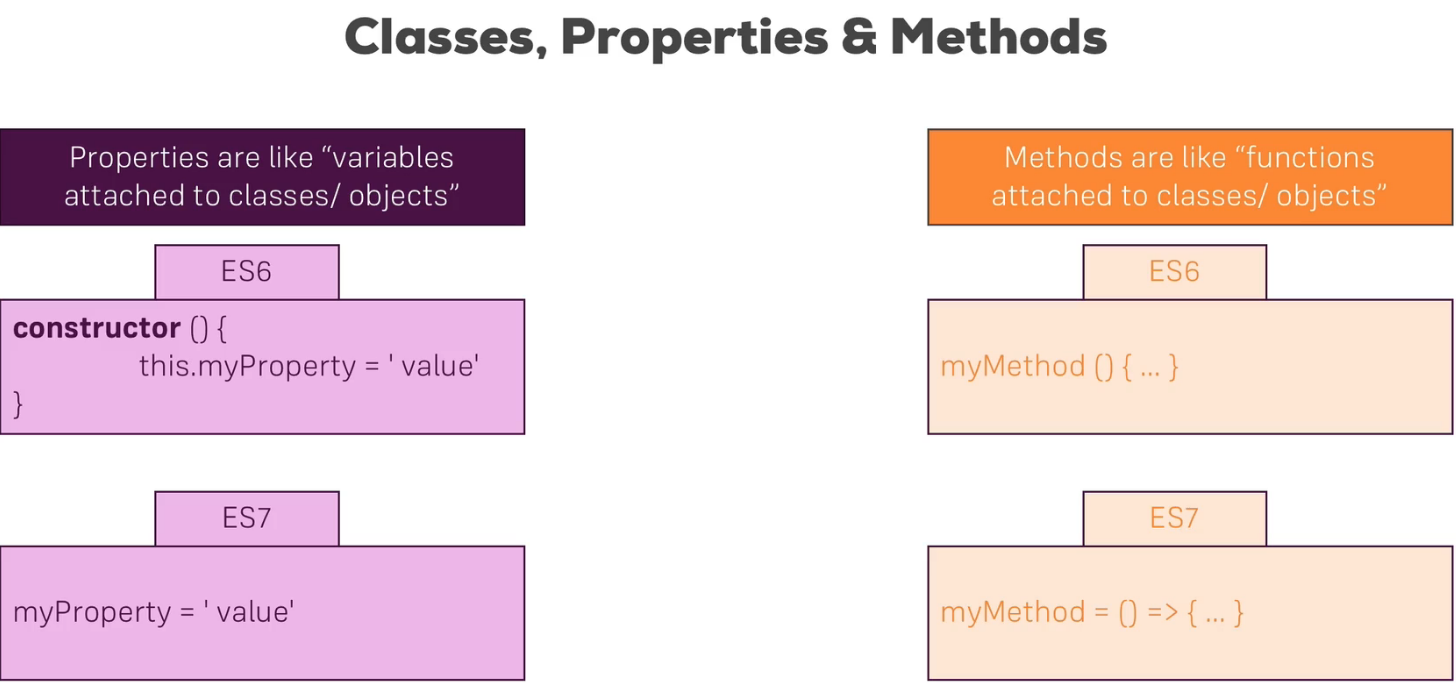 Classes, Properties & Methods
Properties are like “variables
attached to classes/ objects”
ES6
constructor () {
this.myProperty = ' value'
}
ES7
myProperty = ' value'
Methods are like “functions
attached to classes/ objects”
ES6
myMethod () { ... }
ES7
myMethod = () => { ... }